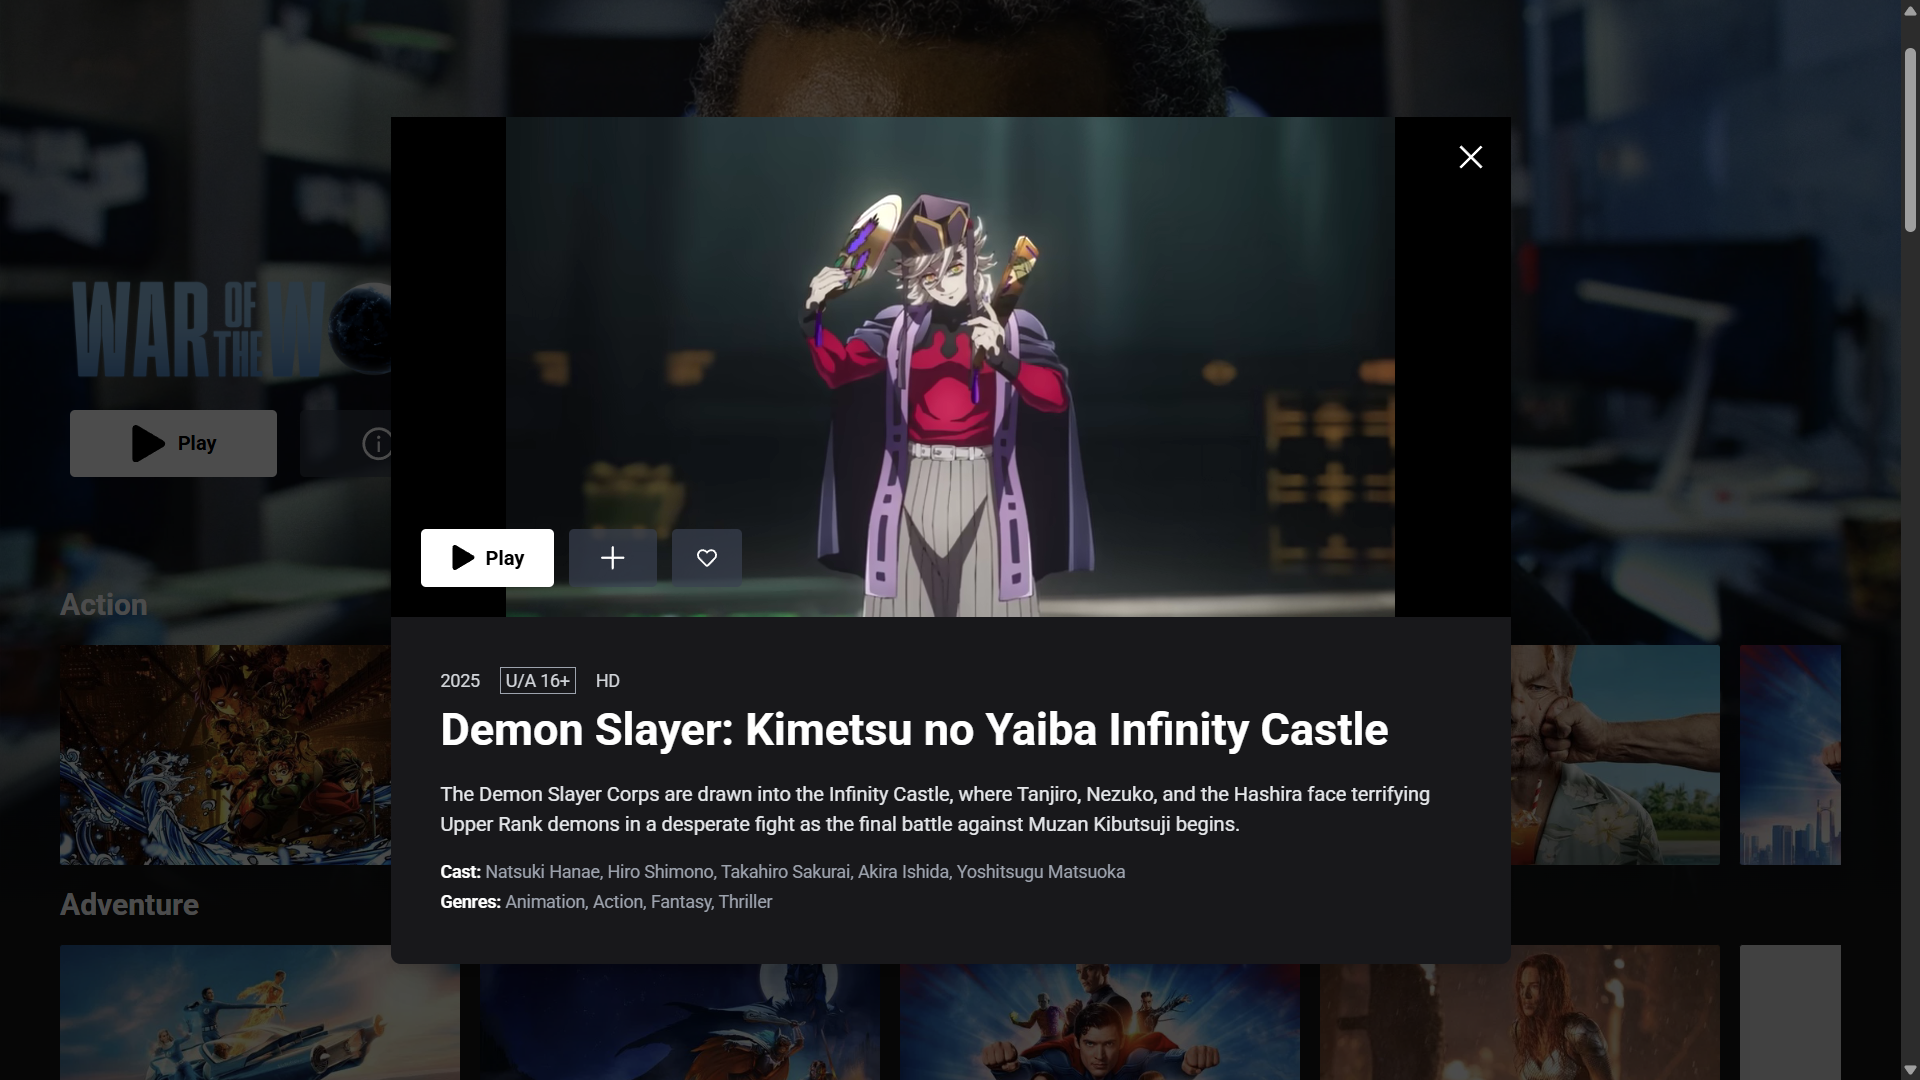 WAR OF THE W
Play
Play
Action
2025 U/A 16+ HD
Demon Slayer: Kimetsu no Yaiba Infinity Castle
The Demon Slayer Corps are drawn into the Infinity Castle, where Tanjiro, Nezuko, and the Hashira face terrifying
Upper Rank demons in a desperate fight as the final battle against Muzan Kibutsuji begins.
Cast: Natsuki Hanae, Hiro Shimono, Takahiro Sakurai, Akira Ishida, Yoshitsugu Matsuoka
Genres: Animation, Action, Fantasy, Thriller
Adventure